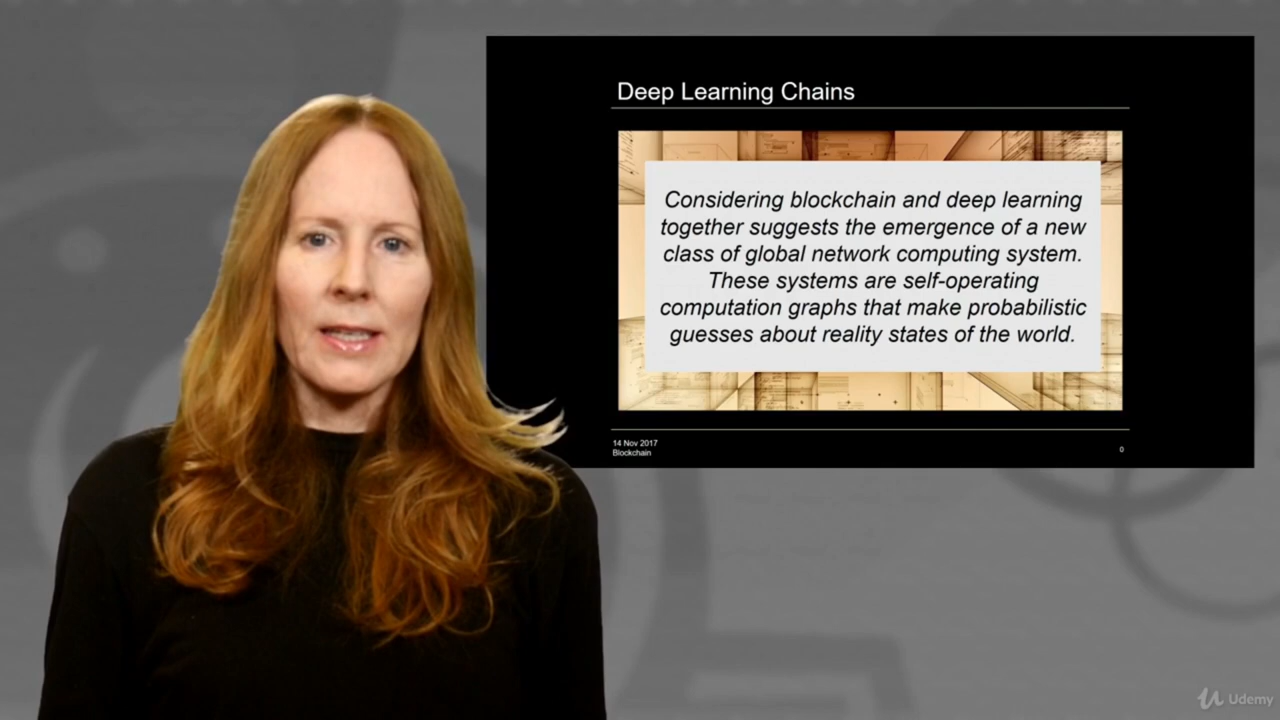 Deep Learning Chains
Considering blockchain and deep learning
together suggests the emergence of a new
class of global network computing system.
These systems are self-operating
computation graphs that make probabilistic
guesses about reality states of the world.
14 Nov 2017
Blockchain
0
Udemy